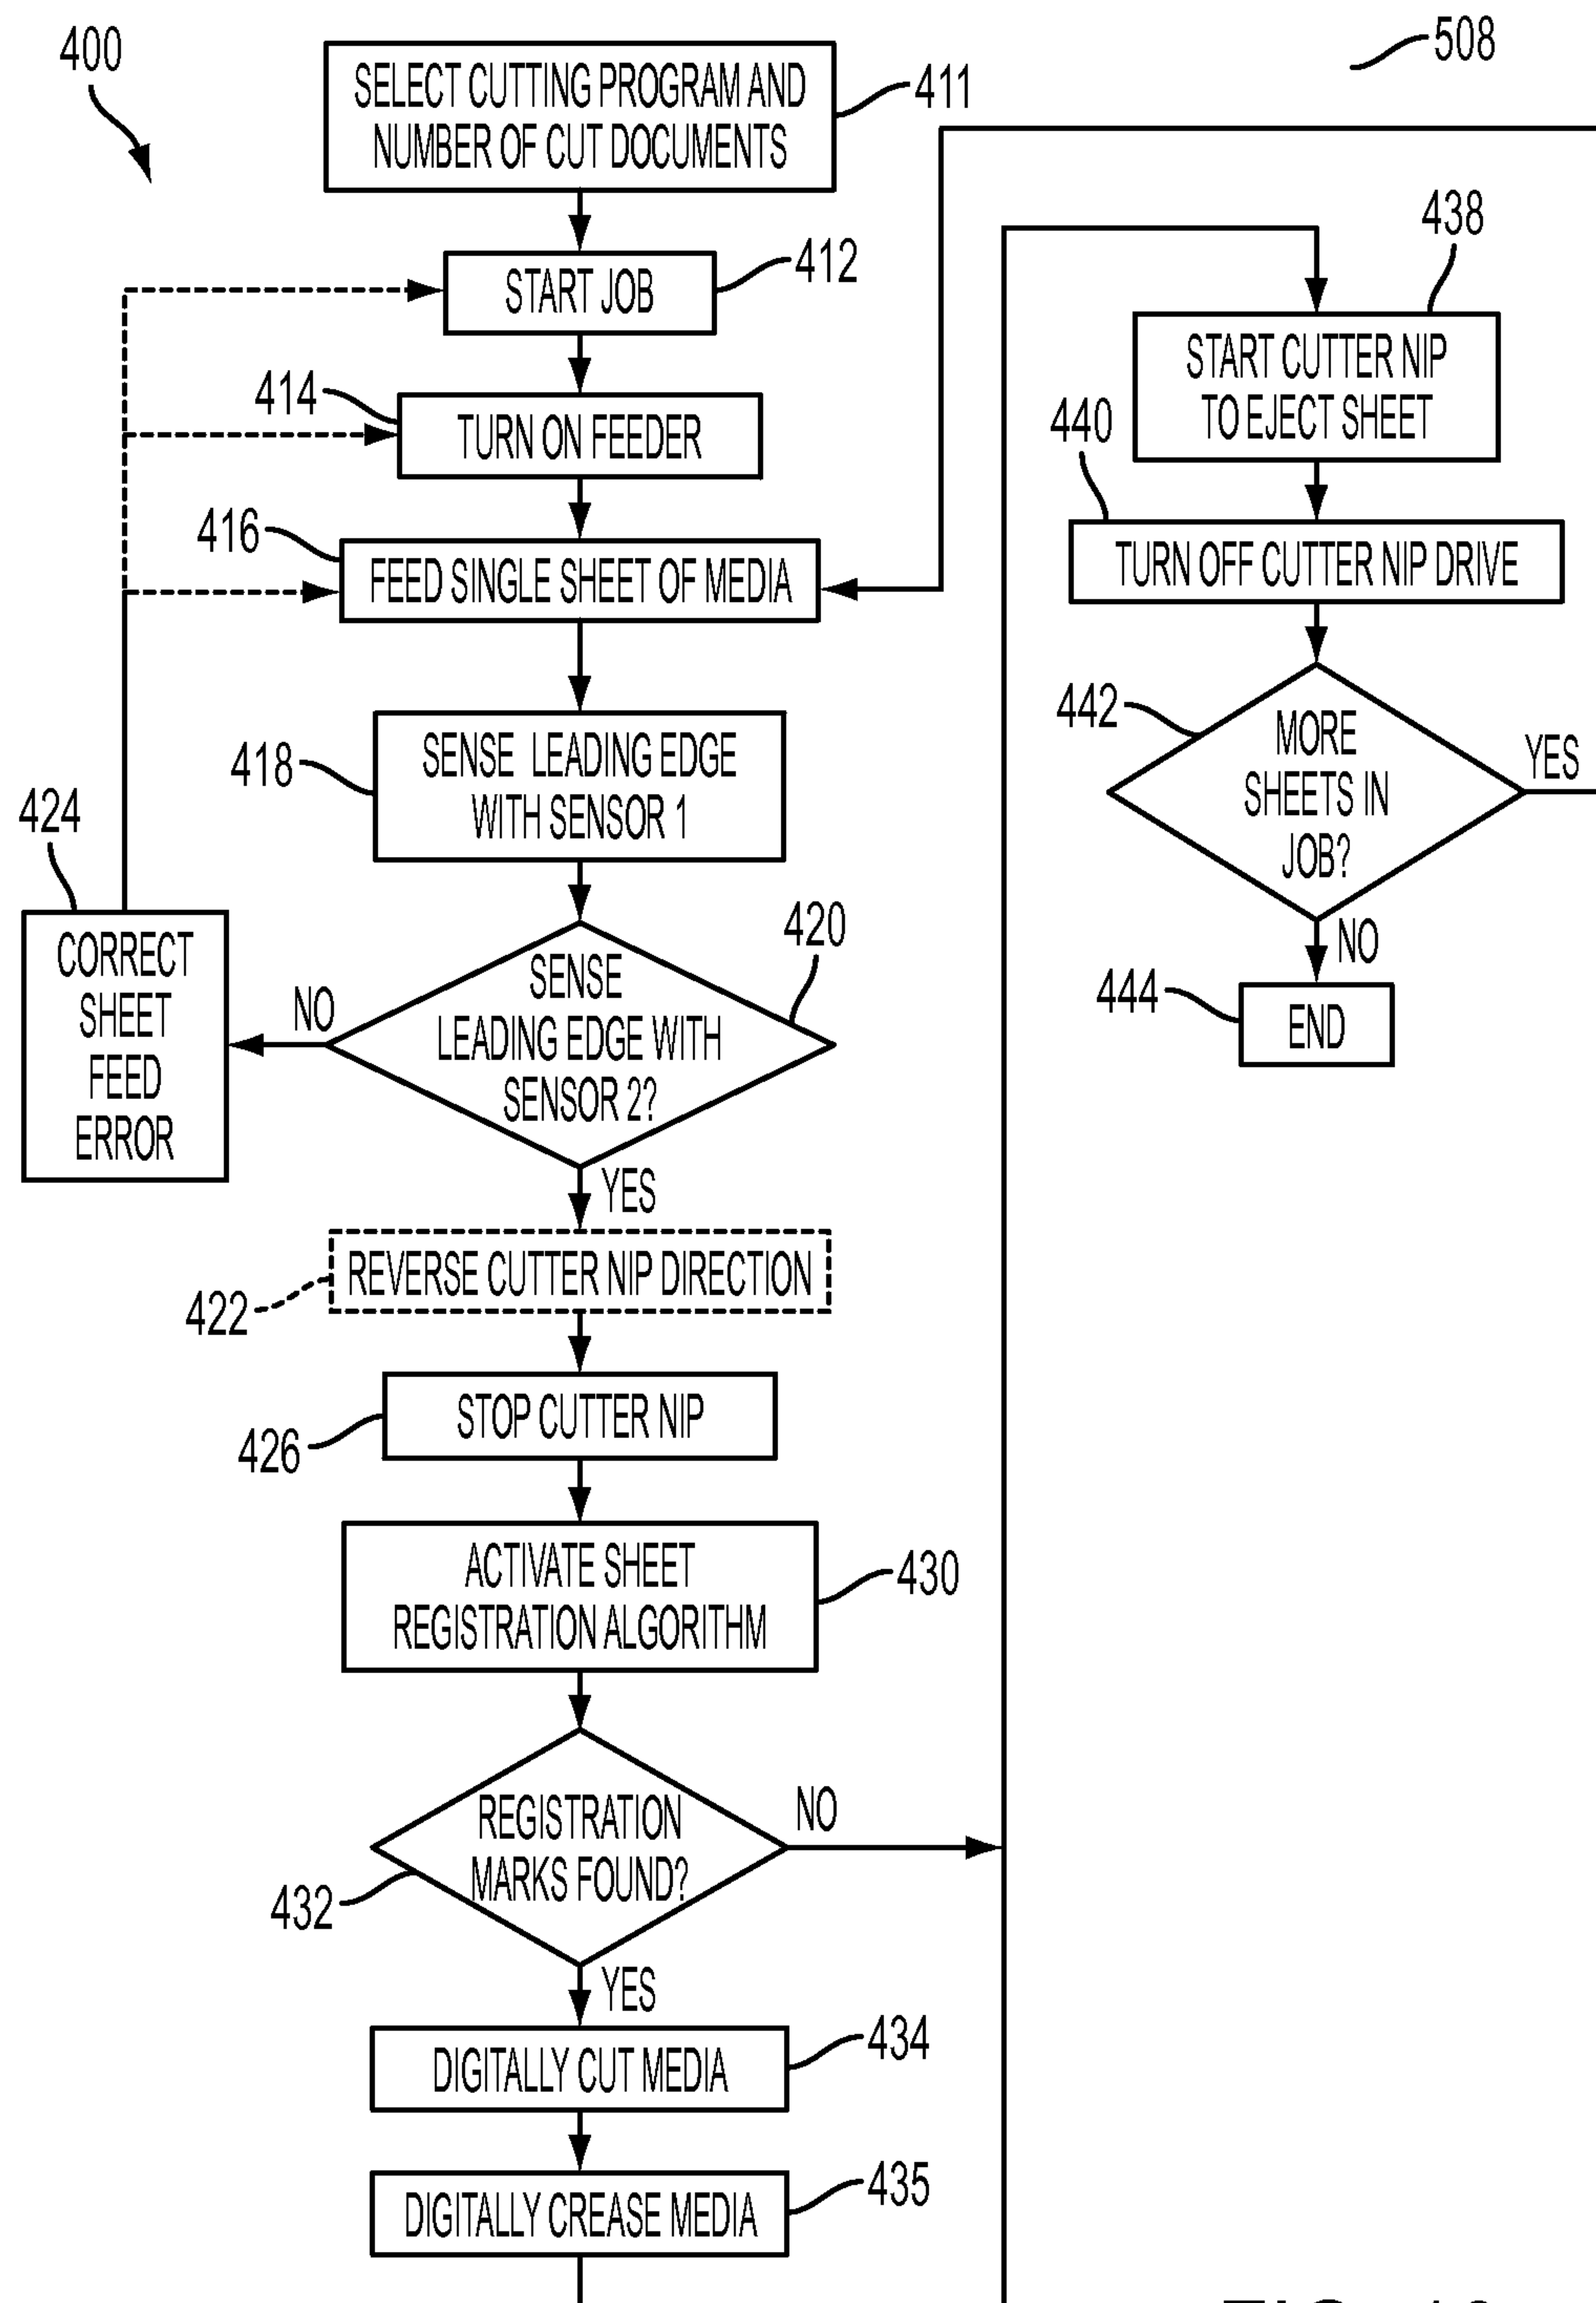 400
508
SELECT CUTTING PROGRAM AND
NUMBER OF CUT DOCUMENTS
411
START JOB
412
414
TURN ON FEEDER
416
FEED SINGLE SHEET OF MEDIA
418
SENSE LEADING EDGE
WITH SENSOR 1
420
SENSE
LEADING EDGE WITH
SENSOR 2?
NO
424
CORRECT
SHEET
FEED
ERROR
YES
REVERSE CUTTER NIP DIRECTION
422
STOP CUTTER NIP
426
ACTIVATE SHEET
REGISTRATION ALGORITHM
430
REGISTRATION
MARKS FOUND?
432
NO
YES
DIGITALLY CUT MEDIA
434
DIGITALLY CREASE MEDIA
435
438
START CUTTER NIP
TO EJECT SHEET
440
TURN OFF CUTTER NIP DRIVE
442
MORE
SHEETS IN
JOB?
YES
NO
444
END